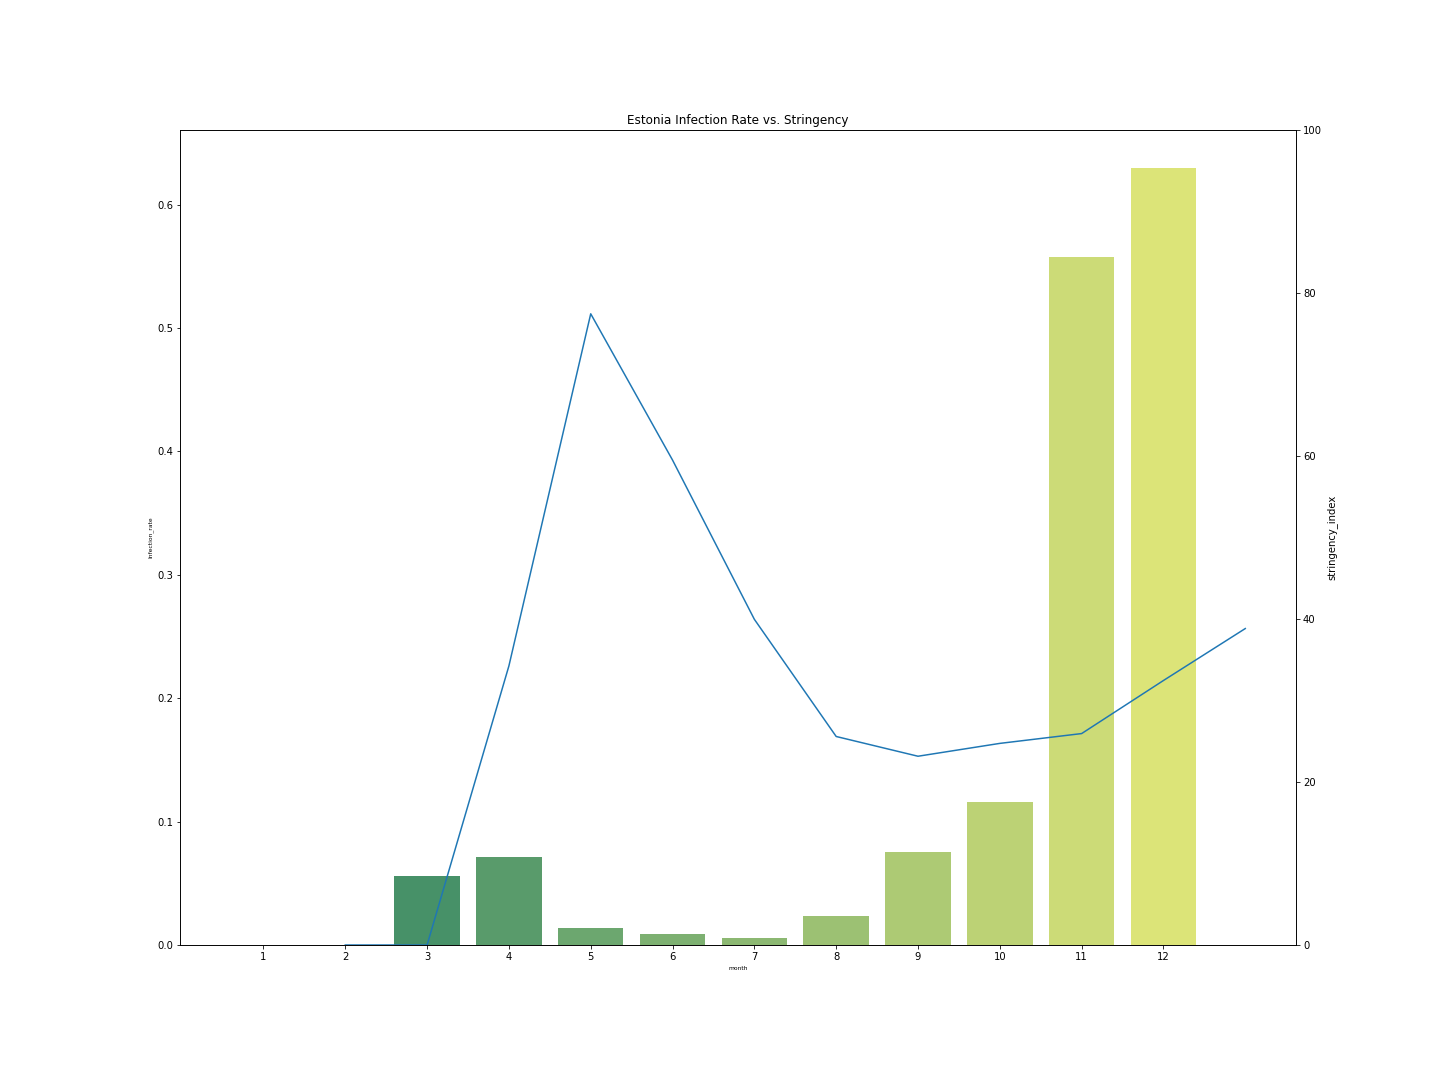 Estonia Infection Rate vs. Stringency
infection_rate
0.6
0.5
0.4
0.3
0.2
0.1
0.0
100
80
60
40
20
0
stringency_index
1 2 3 4 5 6 7 8 9 10 11 12
month